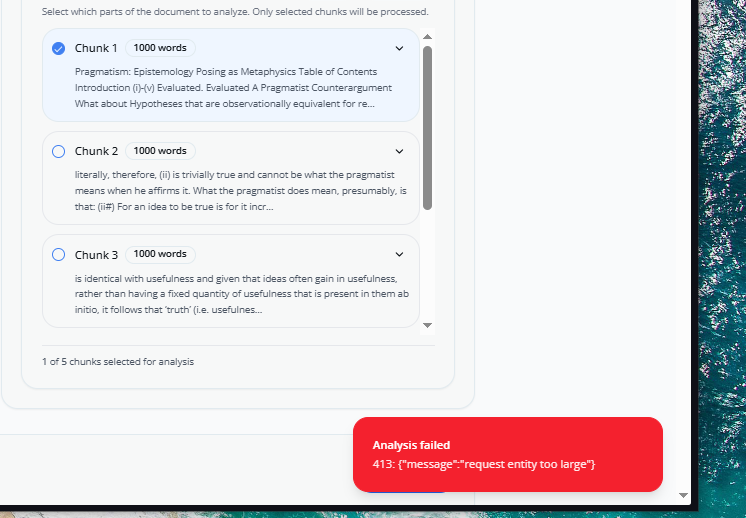 Select which parts of the document to analyze. Only selected chunks will be processed.
Chunk 1 1000 words
Pragmatism: Epistemology Posing as Metaphysics Table of Contents
Introduction (i)-(v) Evaluated. Evaluated A Pragmatist Counterargument
What about Hypotheses that are observationally equivalent for re...
Chunk 2 1000 words
literally, therefore, (ii) is trivially true and cannot be what the pragmatist
means when he affirms it. What the pragmatist does mean, presumably, is
that: (ii#) For an idea to be true is for it incr...
Chunk 3 1000 words
is identical with usefulness and given that ideas often gain in usefulness,
rather than having a fixed quantity of usefulness that is present in them ab
initio, it follows that ‘truth’ (i.e. usefulnes...
1 of 5 chunks selected for analysis
Analysis failed
413: {"message":"request entity too large"}